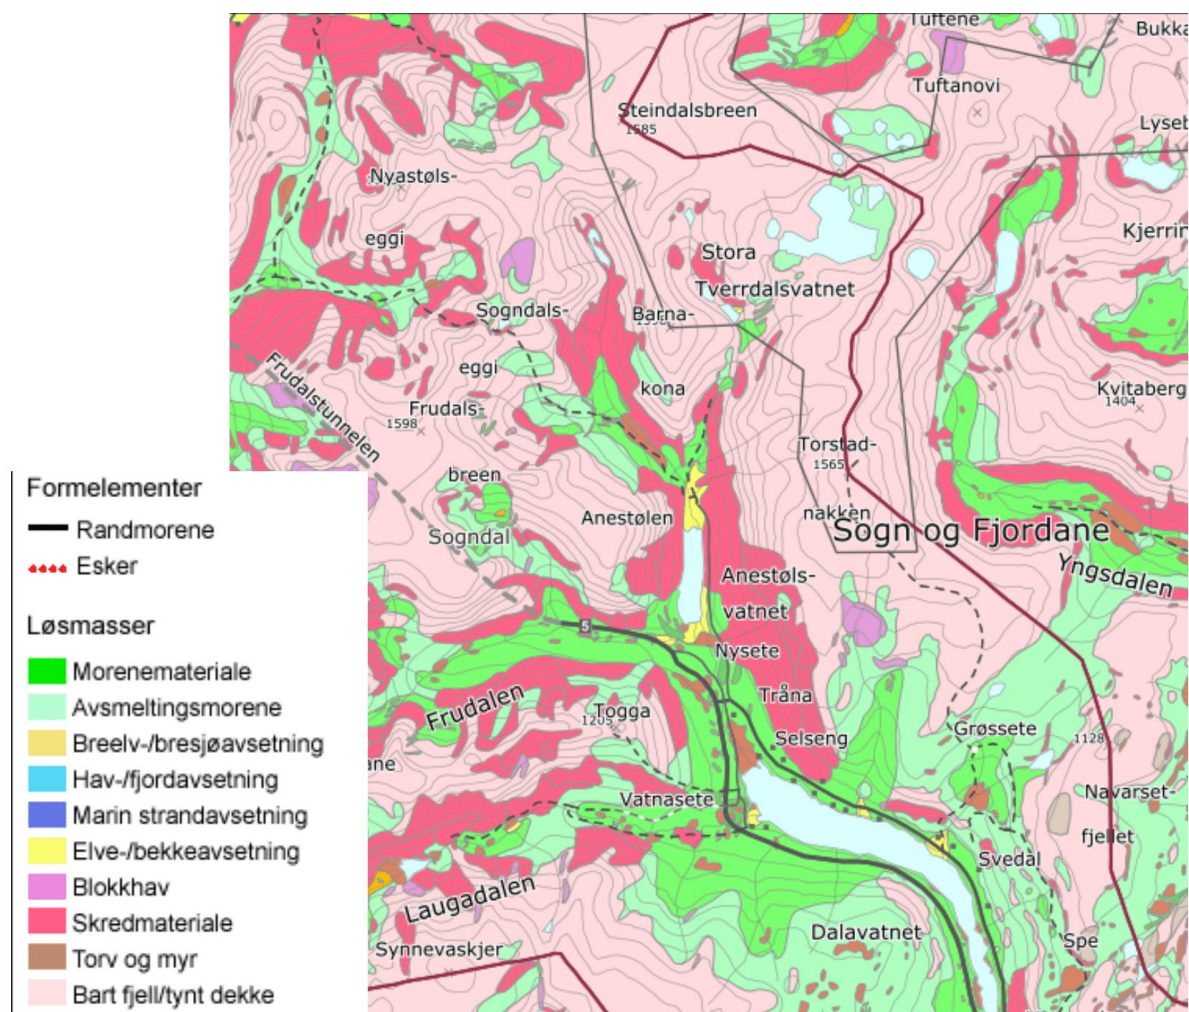 Tuftene
Bukka
Tuftanovi
Steindalsbreen
1585
Lyseb
Nyastøls-
eggi
Kjerrin
Stora
Tverrdalsvatnet
Sogndals-
Barna-
Frudalstunnelen
eggi
kona
Kvitaberg
1404
Frudals-
1598
Torstad-
1565
breen
nakken
Anestølen
Sogn og Fjordane
Sogndal
Yngsdalen
Anestøls-
vatnet
5
Nysete
Frudalen
Tråna
Togga
1205
Selseng
Grøssete
1128
ane
Vatnasete
Navarset-
fjellet
Svedal
Laugadalen
Dalavatnet
Spe
Synnevaskjer
Formelementer
Randmorene
Esker
Løsmasser
Morenemateriale
Avsmeltingsmorene
Breelv-/bresjøavsetning
Hav-/fjordavsetning
Marin strandavsetning
Elve-/bekkeavsetning
Blokkhav
Skredmateriale
Torv og myr
Bart fjell/tynt dekke